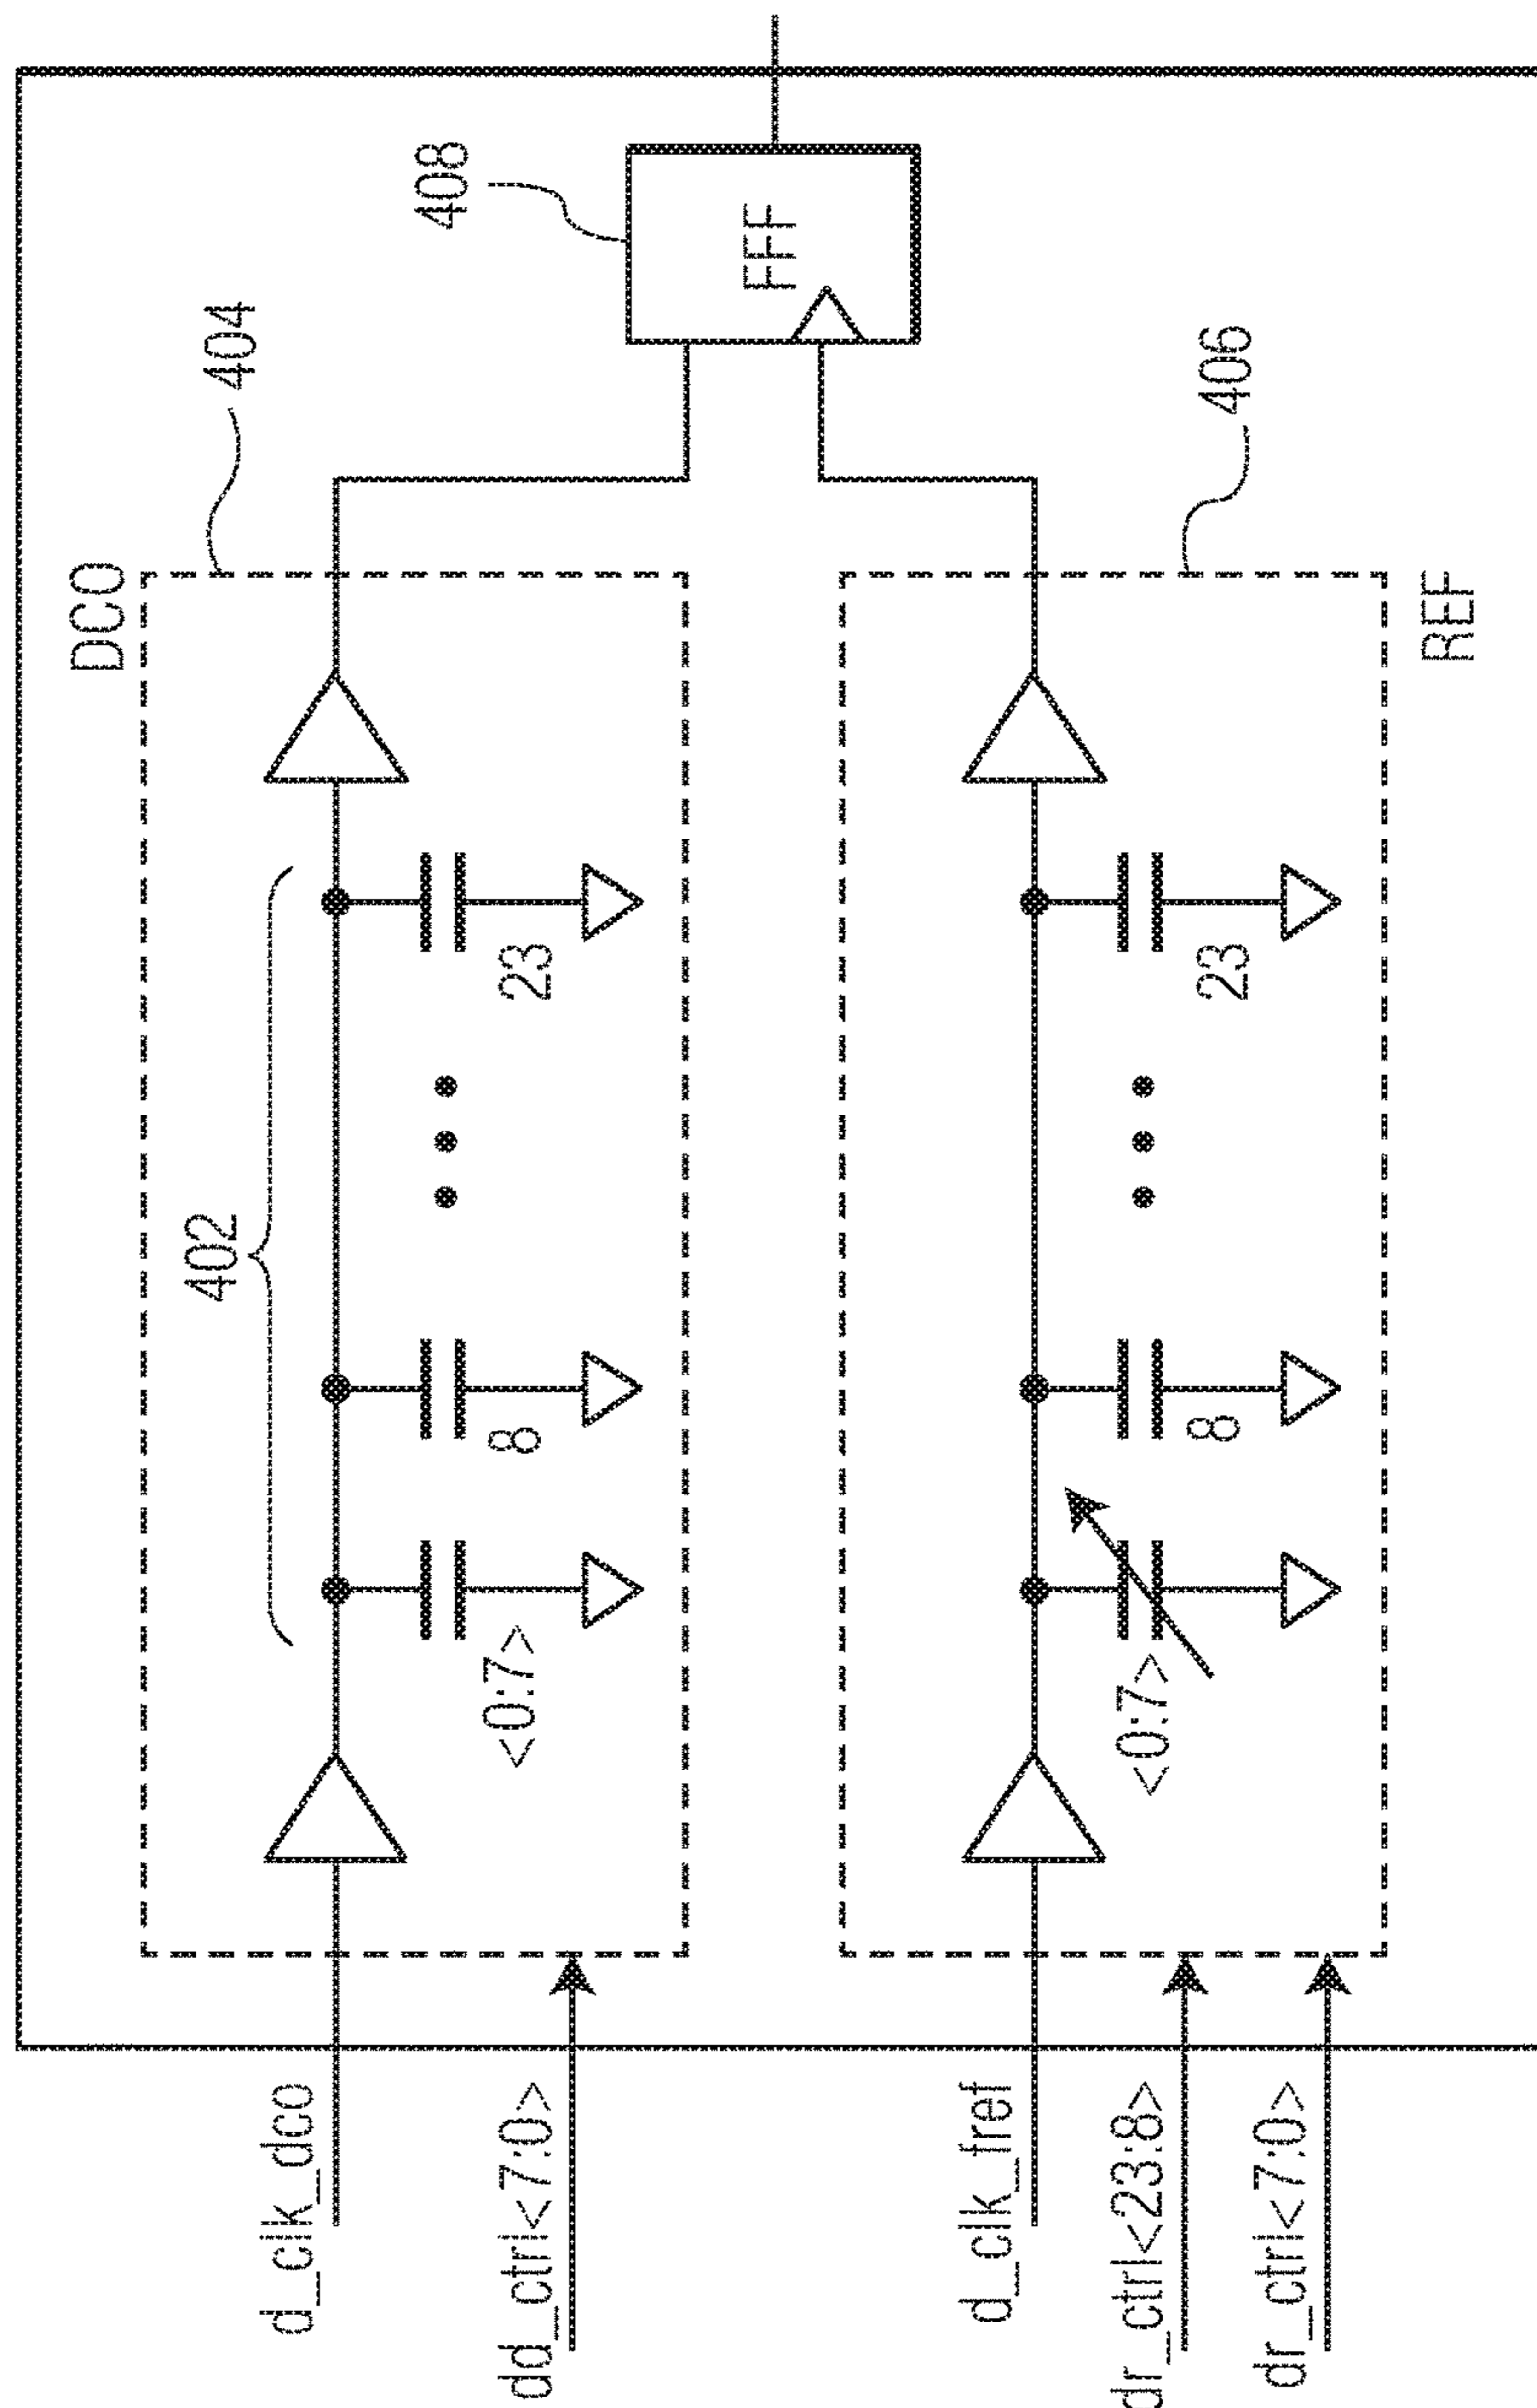 DCO
404
408
402
d_clk_dco
<0:7>
8
23
dd_ctrl<7:0>
FFF
d_clk_fref
<0:7>
8
23
406
dr_ctrl<23:8>
dr_ctrl<7:0>
REF